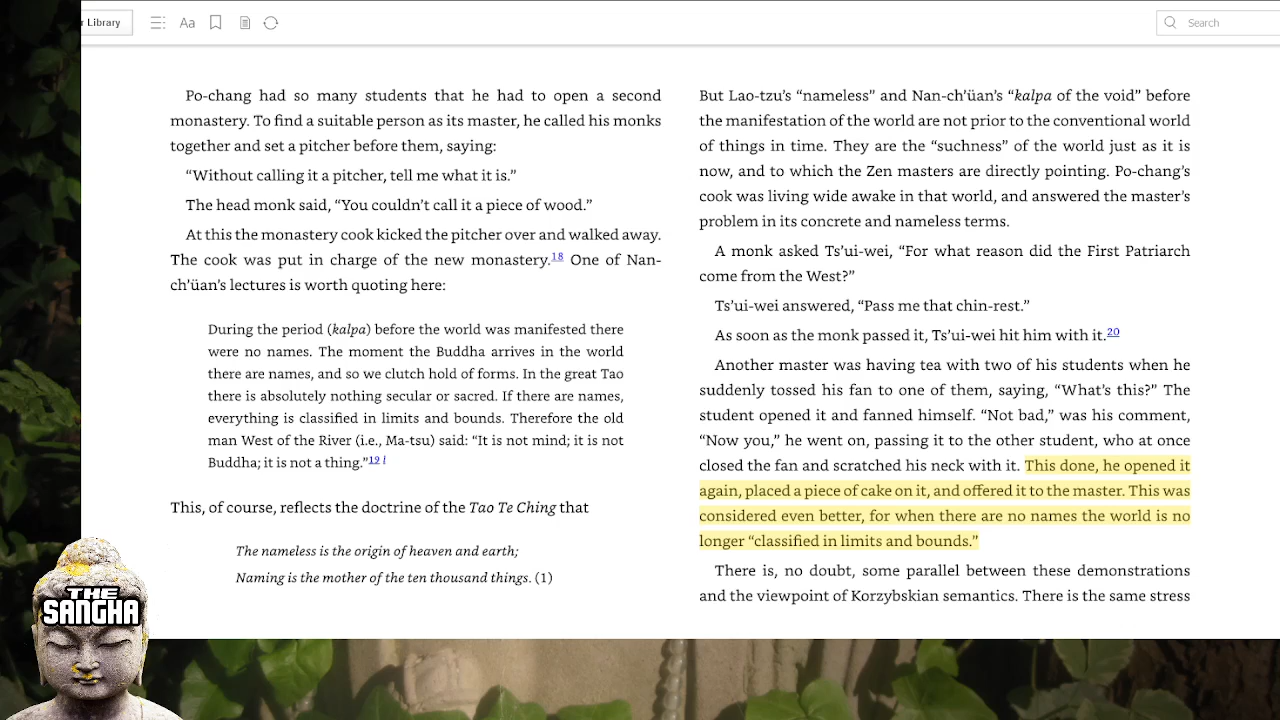 r Library
Aa
Search
Po-chang had so many students that he had to open a second
monastery. To find a suitable person as its master, he called his monks
together and set a pitcher before them, saying:
“Without calling it a pitcher, tell me what it is.”
The head monk said, “You couldn’t call it a piece of wood.”
At this the monastery cook kicked the pitcher over and walked away.
The cook was put in charge of the new monastery.18 One of Nan-
ch’üan’s lectures is worth quoting here:
During the period (kalpa) before the world was manifested there
were no names. The moment the Buddha arrives in the world
there are names, and so we clutch hold of forms. In the great Tao
there is absolutely nothing secular or sacred. If there are names,
everything is classified in limits and bounds. Therefore the old
man West of the River (i.e., Ma-tsu) said: “It is not mind; it is not
Buddha; it is not a thing.”19 i
This, of course, reflects the doctrine of the Tao Te Ching that
The nameless is the origin of heaven and earth;
Naming is the mother of the ten thousand things. (1)
But Lao-tzu’s “nameless” and Nan-ch’üan’s “kalpa of the void” before
the manifestation of the world are not prior to the conventional world
of things in time. They are the “suchness” of the world just as it is
now, and to which the Zen masters are directly pointing. Po-chang’s
cook was living wide awake in that world, and answered the master’s
problem in its concrete and nameless terms.
A monk asked Ts’ui-wei, “For what reason did the First Patriarch
come from the West?”
Ts’ui-wei answered, “Pass me that chin-rest.”
As soon as the monk passed it, Ts’ui-wei hit him with it.20
Another master was having tea with two of his students when he
suddenly tossed his fan to one of them, saying, “What’s this?” The
student opened it and fanned himself. “Not bad,” was his comment,
“Now you,” he went on, passing it to the other student, who at once
closed the fan and scratched his neck with it. This done, he opened it
again, placed a piece of cake on it, and offered it to the master. This was
considered even better, for when there are no names the world is no
longer “classified in limits and bounds.”
There is, no doubt, some parallel between these demonstrations
and the viewpoint of Korzybskian semantics. There is the same stress
THE
SANGHA